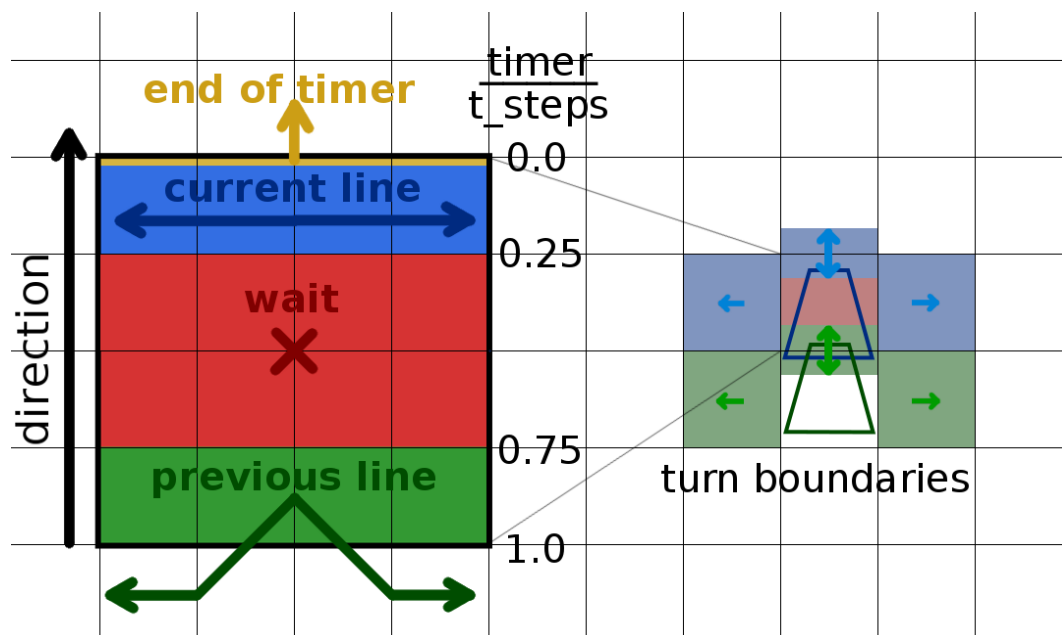 timer
t_steps
end of timer
0.0
current line
0.25
wait
direction
0.75
previous line
turn boundaries
1.0